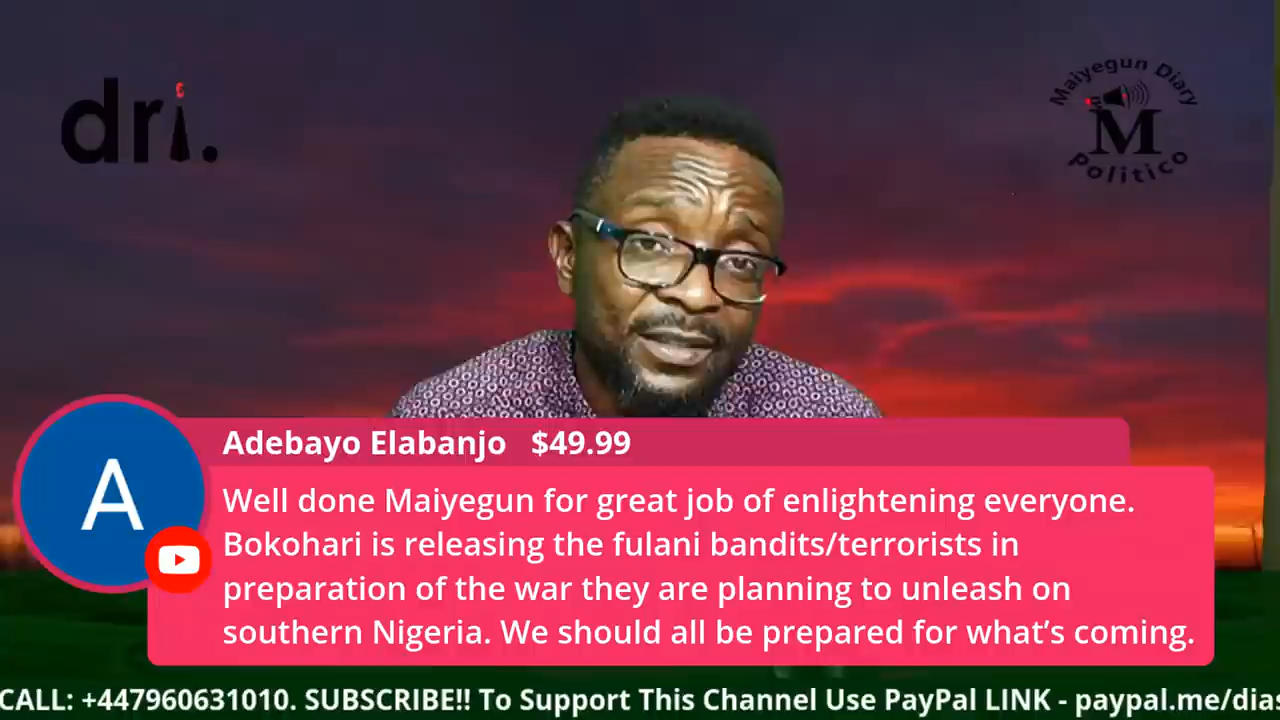 dri.
Maiyegun Diary
M
Politico
A
Adebayo Elabanjo $49.99
Well done Maiyegun for great job of enlightening everyone.
Bokohari is releasing the fulani bandits/terrorists in
preparation of the war they are planning to unleash on
southern Nigeria. We should all be prepared for what's coming.
CALL: +447960631010. SUBSCRIBE!! To Support This Channel Use PayPal LINK - paypal.me/dias